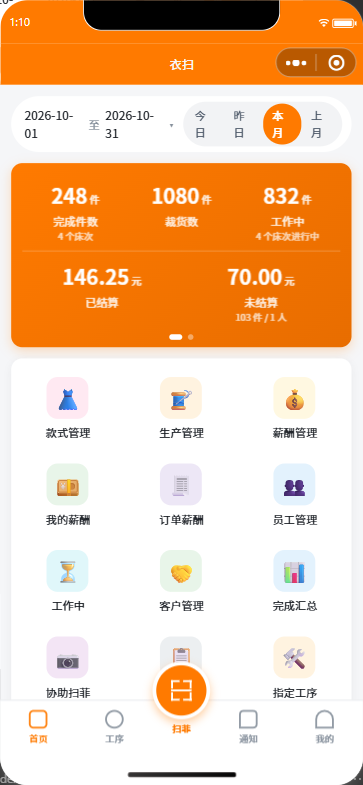 1:10
衣扫
2026-10-01 至 2026-10-31
今日 昨日 本月 上月
248件 1080件 832件
完成件数 裁货数 工作中
4 个床次 4 个床次进行中
146.25元 70.00元
已结算 未结算
103 件 / 1 人
款式管理 生产管理 薪酬管理
我的薪酬 订单薪酬 员工管理
工作中 客户管理 完成汇总
协助扫菲 指定工序
首页 工序 扫菲 通知 我的